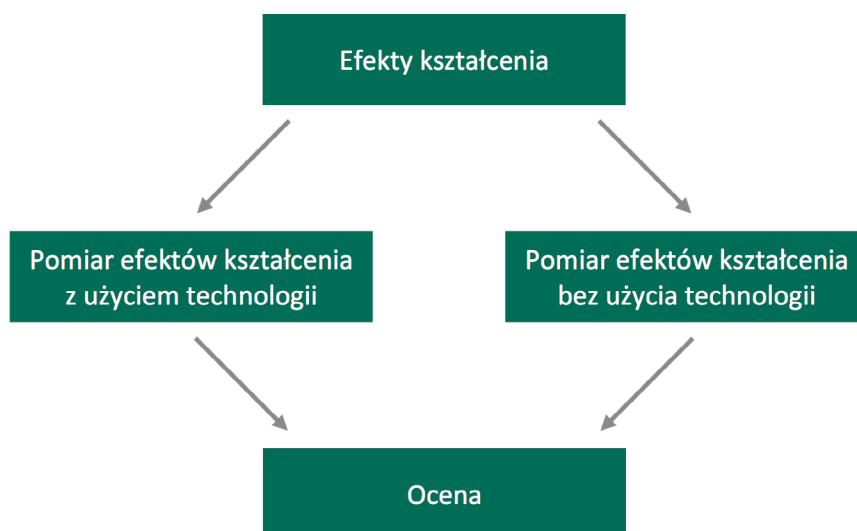 Efekty kształcenia
Pomiar efektów kształcenia
z użyciem technologii
Pomiar efektów kształcenia
bez użycia technologii
Ocena